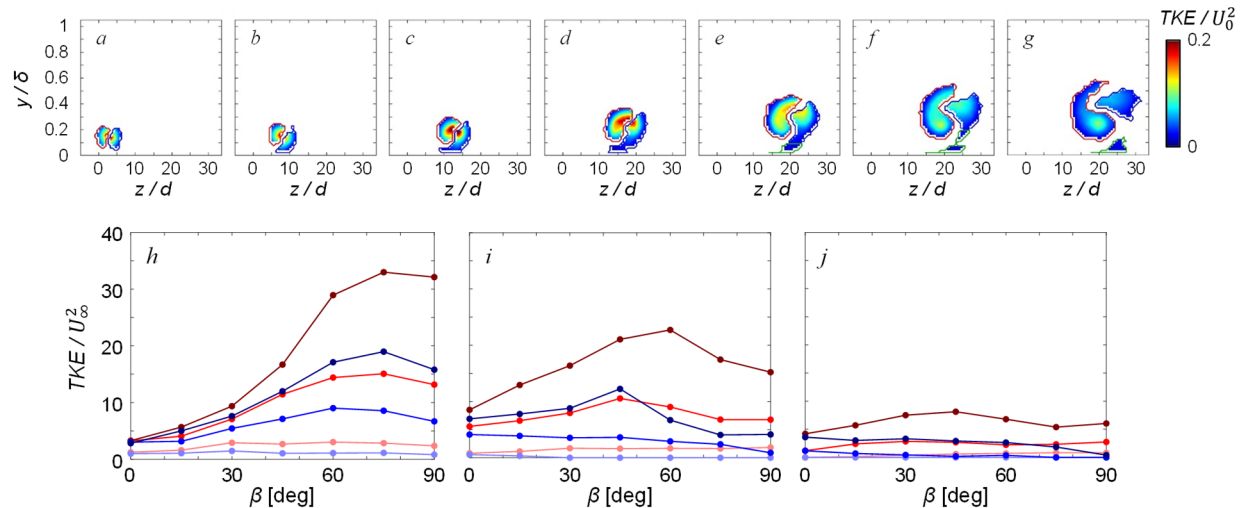 TKE / U₀²
a b c d e f g
1
0.8
0.6
0.4
0.2
0
y / δ
0.2
0
0 10 20 30 0 10 20 30 0 10 20 30 0 10 20 30 0 10 20 30 0 10 20 30 0 10 20 30
z / d z / d z / d z / d z / d z / d z / d
h i j
40
30
20
10
0
TKE / U∞²
0 30 60 90 0 30 60 90 0 30 60 90
β [deg] β [deg] β [deg]